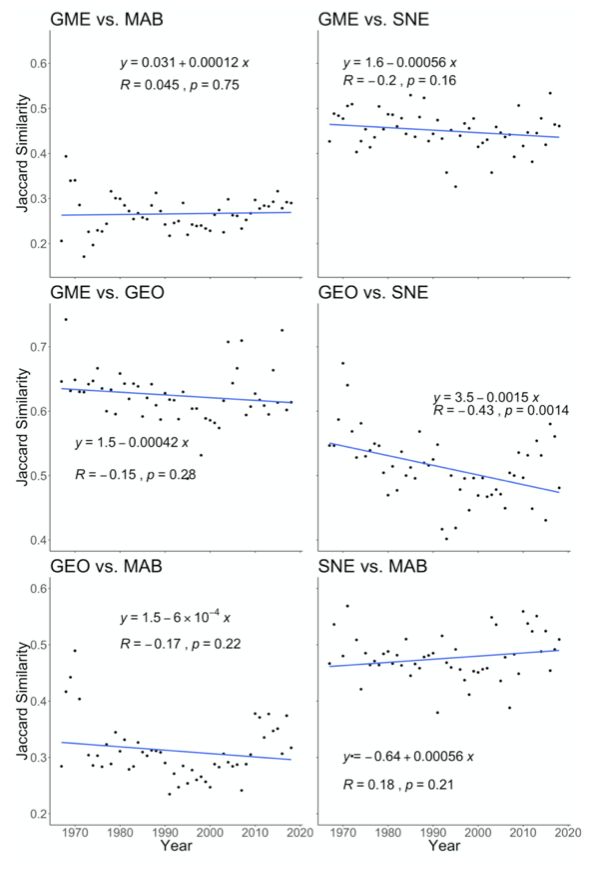 GME vs. MAB
GME vs. SNE
y = 0.031 + 0.00012 x
R = 0.045 , p = 0.75
y = 1.6 − 0.00056 x
R = −0.2 , p = 0.16
Jaccard Similarity
0.6
0.5
0.4
0.3
0.2
GME vs. GEO
GEO vs. SNE
y = 1.5 − 0.00042 x
R = −0.15 , p = 0.28
y = 3.5 − 0.0015 x
R = −0.43 , p = 0.0014
Jaccard Similarity
0.7
0.6
0.5
0.4
GEO vs. MAB
SNE vs. MAB
y = 1.5 − 6 × 10⁻⁴ x
R = −0.17 , p = 0.22
y = −0.64 + 0.00056 x
R = 0.18 , p = 0.21
Jaccard Similarity
0.6
0.5
0.4
0.3
0.2
1970 1980 1990 2000 2010 2020
1970 1980 1990 2000 2010 2020
Year
Year